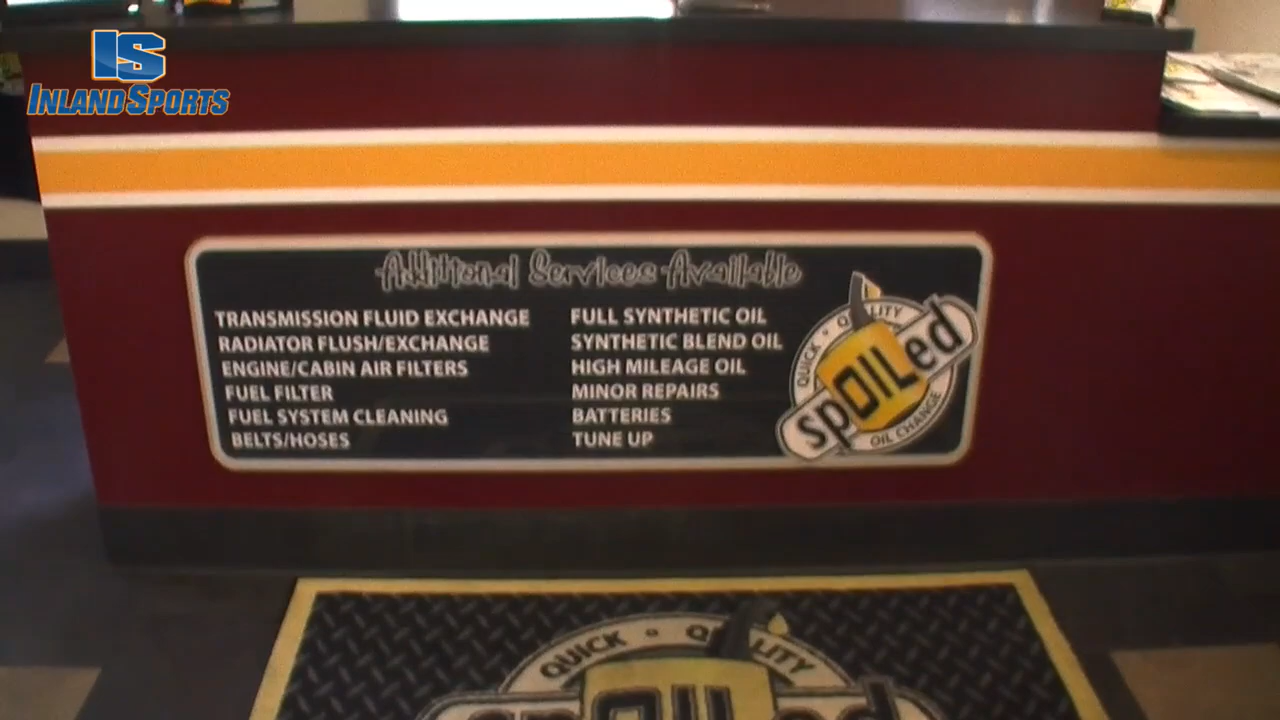 IS
INLANDSPORTS
Additional Services Available
TRANSMISSION FLUID EXCHANGE
RADIATOR FLUSH/EXCHANGE
ENGINE/CABIN AIR FILTERS
FUEL FILTER
FUEL SYSTEM CLEANING
BELTS/HOSES
FULL SYNTHETIC OIL
SYNTHETIC BLEND OIL
HIGH MILEAGE OIL
MINOR REPAIRS
BATTERIES
TUNE UP
QUICK • QUALITY
spOILed
OIL CHANGE
QUICK • QUALITY
spOILed